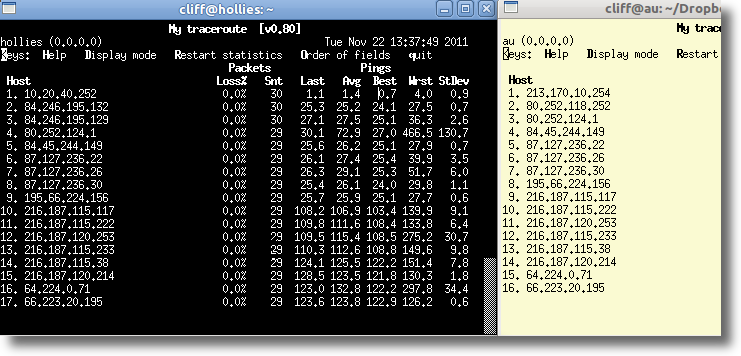 cliff@hollies: ~
My traceroute [v0.80]
hollies (0.0.0.0) Tue Nov 22 13:37:49 2011
Keys: Help Display mode Restart statistics Order of fields quit
Packets Pings
Host Loss% Snt Last Avg Best Wrst StDev
1. 10.20.40.252 0.0% 30 1.1 1.4 0.7 4.0 0.9
2. 84.246.195.132 0.0% 30 25.3 25.2 24.1 27.5 0.7
3. 84.246.195.129 0.0% 30 27.1 27.5 25.1 36.3 2.6
4. 80.252.124.1 0.0% 29 30.1 72.9 27.0 466.5 130.7
5. 84.45.244.149 0.0% 29 25.6 26.2 25.1 27.9 0.7
6. 87.127.236.22 0.0% 29 26.1 27.4 25.4 39.9 3.5
7. 87.127.236.26 0.0% 29 26.3 29.1 25.3 51.7 6.0
8. 87.127.236.30 0.0% 29 25.4 26.1 24.0 29.8 1.1
9. 195.66.224.156 0.0% 29 25.7 25.9 25.1 27.7 0.6
10. 216.187.115.117 0.0% 29 108.2 106.9 103.4 139.9 9.1
11. 216.187.115.222 0.0% 29 109.8 111.6 108.4 133.8 6.4
12. 216.187.120.253 0.0% 29 109.5 115.4 108.5 275.2 30.7
13. 216.187.115.233 0.0% 29 110.3 112.6 108.8 149.6 9.8
14. 216.187.115.38 0.0% 29 124.1 125.5 122.2 151.4 7.8
15. 216.187.120.214 0.0% 29 128.5 123.5 121.8 130.3 1.8
16. 64.224.0.71 0.0% 29 123.0 132.8 122.2 297.8 34.4
17. 66.223.20.195 0.0% 29 123.6 123.8 122.9 126.2 0.6
cliff@au: ~/Dropbo
My tra
au (0.0.0.0)
Keys: Help Display mode Restart
Host
1. 213.170.10.254
2. 80.252.118.252
3. 80.252.124.1
4. 84.45.244.149
5. 87.127.236.22
6. 87.127.236.26
7. 87.127.236.30
8. 195.66.224.156
9. 216.187.115.117
10. 216.187.115.222
11. 216.187.120.253
12. 216.187.115.233
13. 216.187.115.38
14. 216.187.120.214
15. 64.224.0.71
16. 66.223.20.195